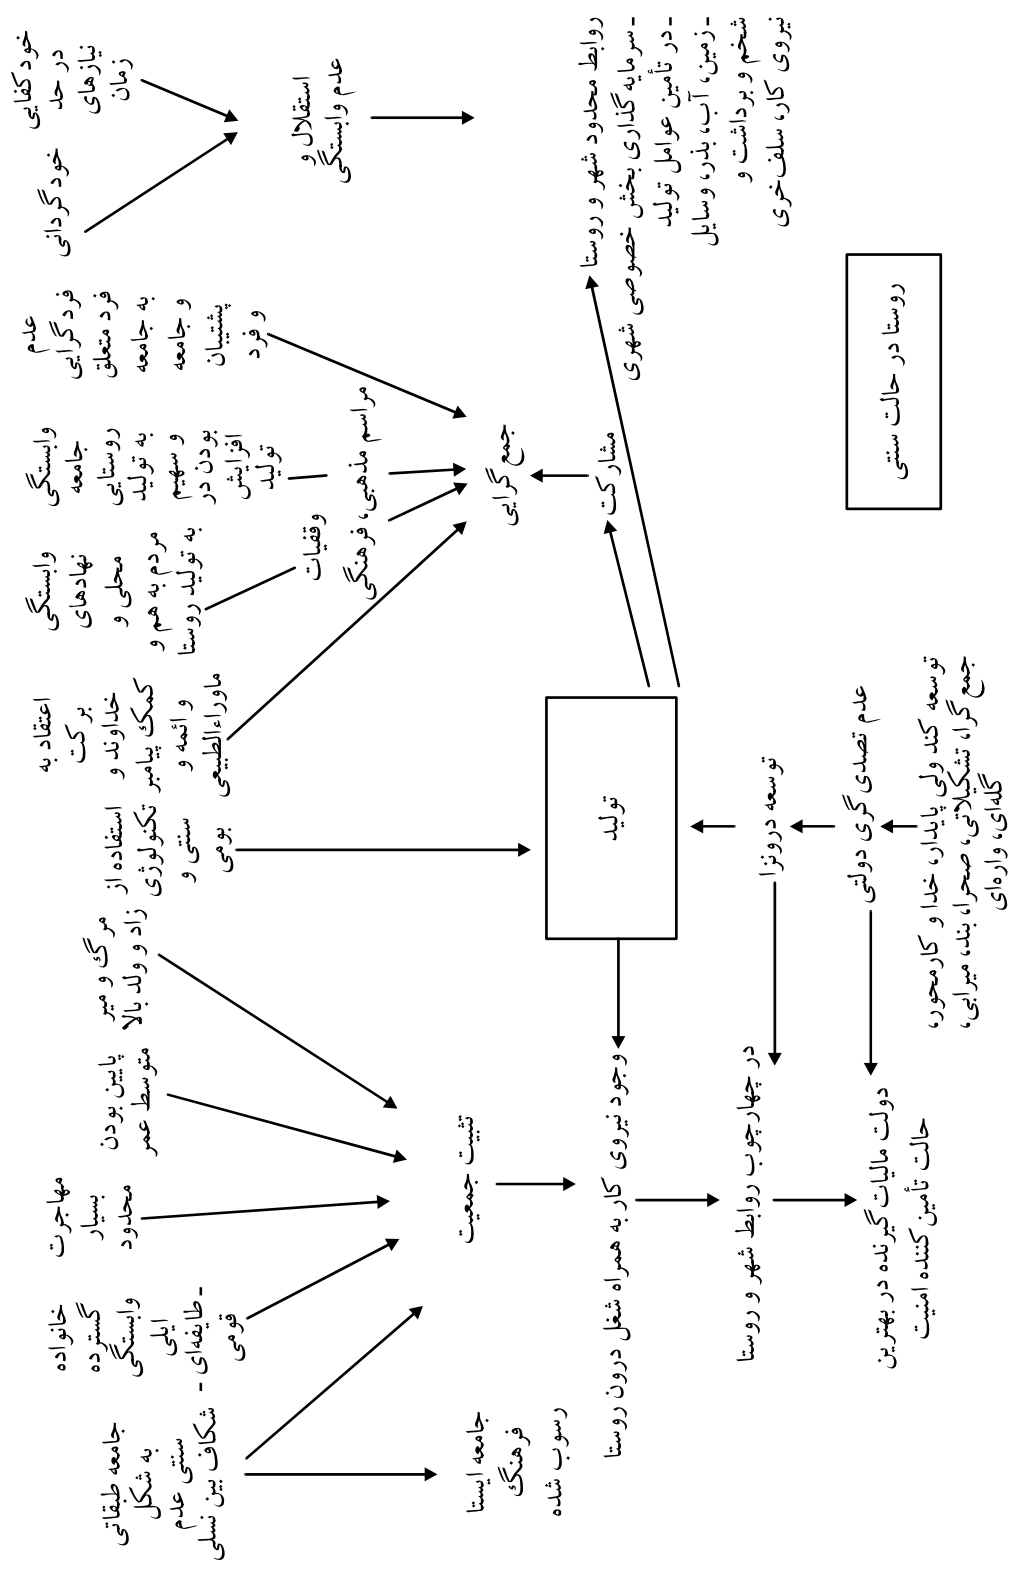 خودکفایی
در حد
نیازهای
زمان
خودگردانی
استقلال و
عدم وابستگی
روابط محدود شهر و روستا
-سرمایه گذاری بخش خصوصی شهری
-در تأمین عوامل تولید
-زمین، آب، بذر، وسایل
شخم و برداشت و
نیروی کار، سلف‌خری
عدم
فردگرایی
فرد متعلق
به جامعه
و جامعه
پشتیبان
و فرد
وابستگی
جامعه
روستایی
به تولید
و سهیم
بودن در
افزایش
تولید
وابستگی
نهادهای
محلی و
مردم به هم و
به تولید روستا
اعتقاد به
برکت
خداوند و
کمک پیامبر
و ائمه و
ماوراءالطبیعی
وقفیات
مراسم مذهبی، فرهنگی
جمع گرایی
مشارکت
استفاده از
تکنولوژی
سنتی و
بومی
مرگ و میر
زاد و ولد بالا
پایین بودن
متوسط عمر
مهاجرت
بسیار
محدود
خانواده
گسترده
وابستگی
ایلی
-طایفه‌ای -
قومی
جامعه طبقاتی
به شکل
سنتی عدم
شکاف بین نسلی
تثبیت جمعیت
جامعه ایستا
فرهنگ
رسوب شده
تولید
وجود نیروی کار به همراه شغل درون روستا
توسعه درونزا
در چهارچوب روابط شهر و روستا
عدم تصدی گری دولتی
دولت مالیات گیرنده در بهترین
حالت تأمین کننده امنیت
توسعه کند ولی پایدار، خدا و کارمحور،
جمع گرا، تشکیلاتی، صحرا، بند، میرابی،
گله‌ای، واره‌ای
روستا در حالت سنتی